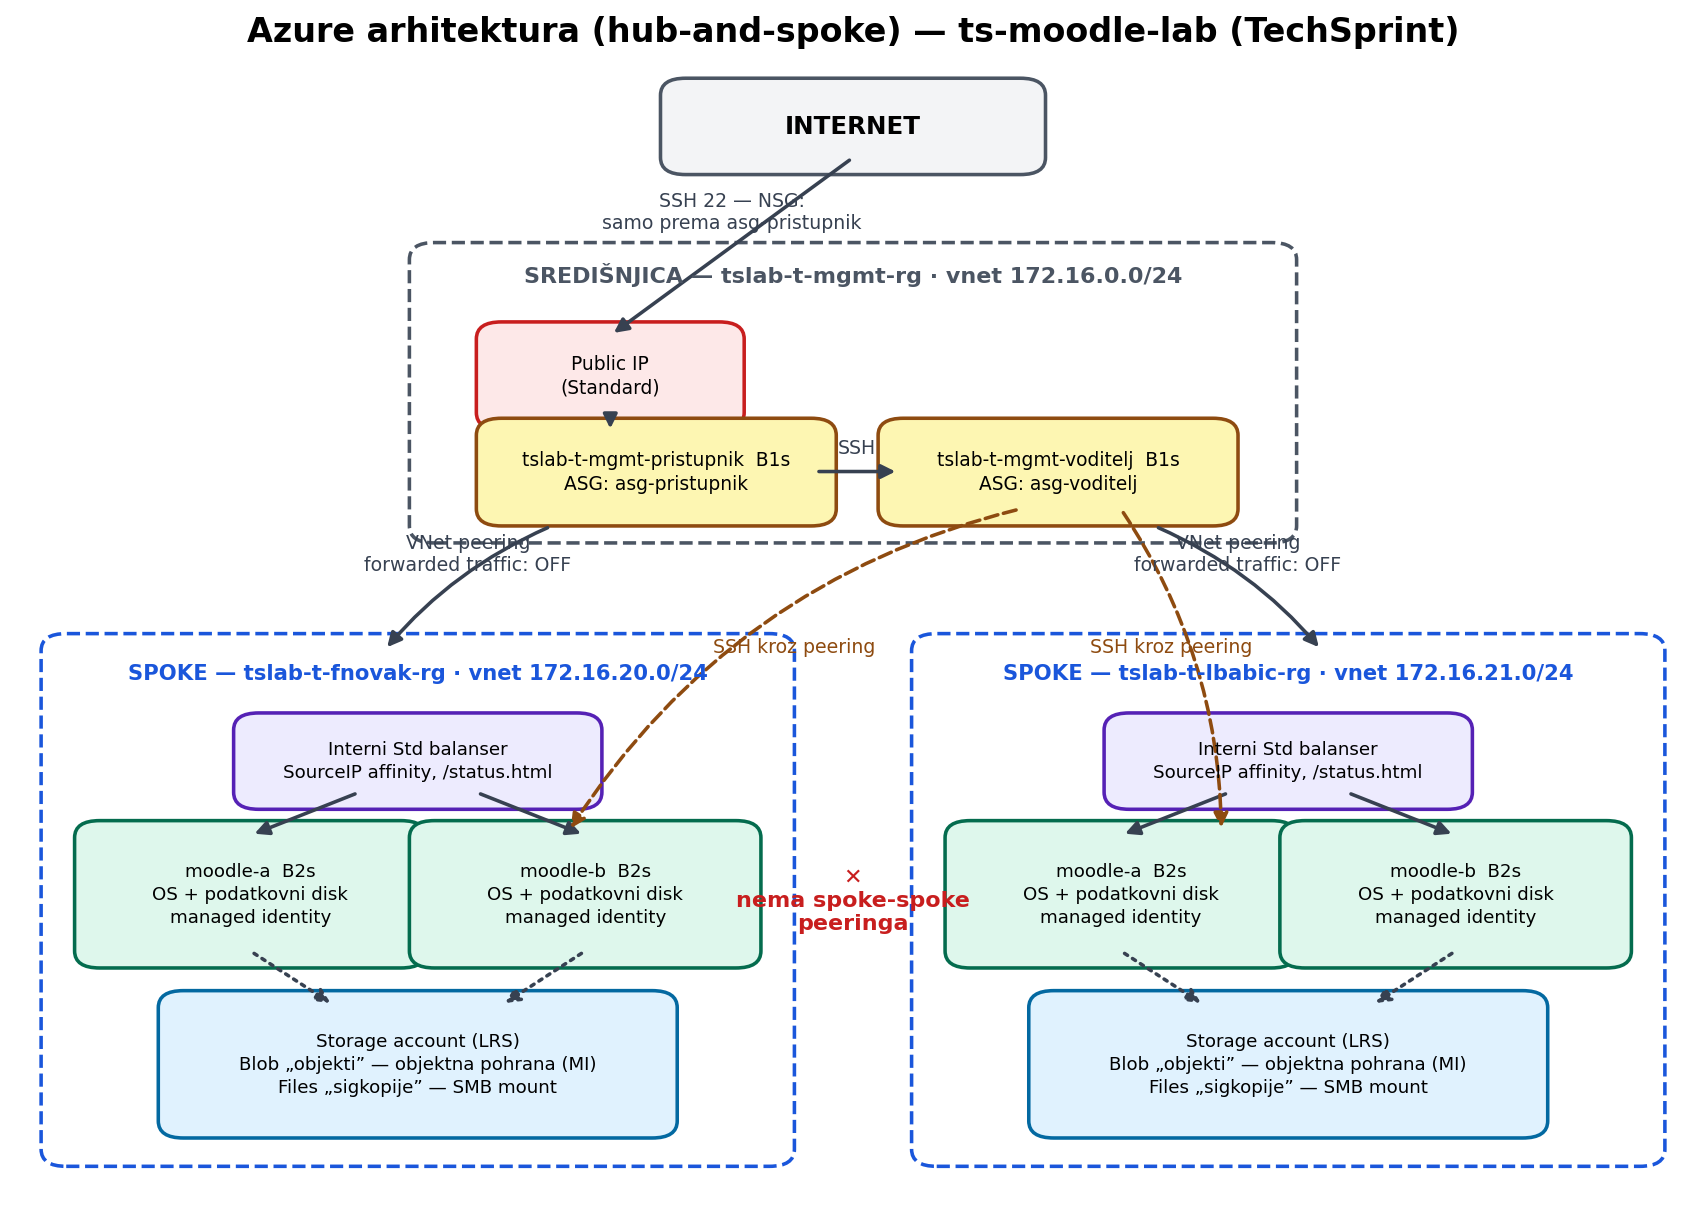 Azure arhitektura (hub-and-spoke) — ts-moodle-lab (TechSprint)
INTERNET
SSH 22 — NSG:
samo prema asg-pristupnik
SREDIŠNJICA — tslab-t-mgmt-rg · vnet 172.16.0.0/24
Public IP
(Standard)
tslab-t-mgmt-pristupnik  B1s
ASG: asg-pristupnik
SSH
tslab-t-mgmt-voditelj  B1s
ASG: asg-voditelj
VNet peering
forwarded traffic: OFF
VNet peering
forwarded traffic: OFF
SSH kroz peering
SSH kroz peering
SPOKE — tslab-t-fnovak-rg · vnet 172.16.20.0/24
Interni Std balanser
SourceIP affinity, /status.html
moodle-a  B2s
OS + podatkovni disk
managed identity
moodle-b  B2s
OS + podatkovni disk
managed identity
Storage account (LRS)
Blob „objekti” — objektna pohrana (MI)
Files „sigkopije” — SMB mount
✕
nema spoke-spoke
peeringa
SPOKE — tslab-t-lbabic-rg · vnet 172.16.21.0/24
Interni Std balanser
SourceIP affinity, /status.html
moodle-a  B2s
OS + podatkovni disk
managed identity
moodle-b  B2s
OS + podatkovni disk
managed identity
Storage account (LRS)
Blob „objekti” — objektna pohrana (MI)
Files „sigkopije” — SMB mount